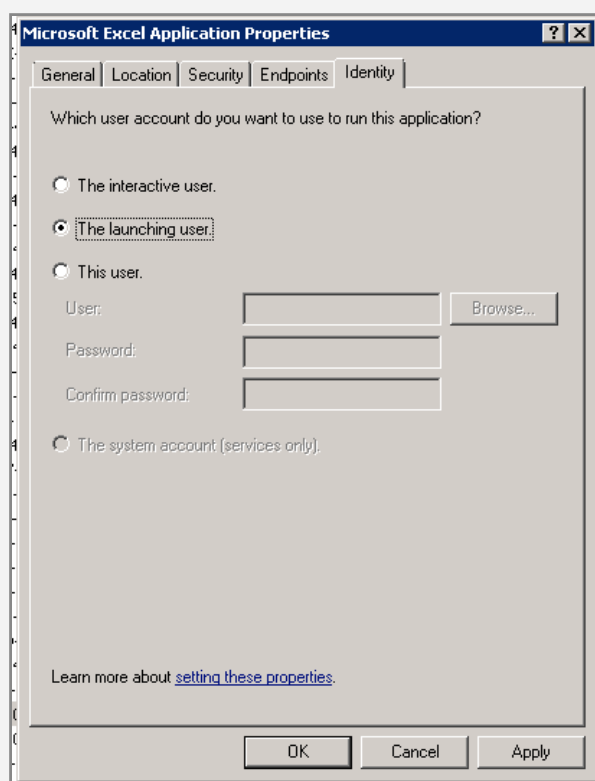 Microsoft Excel Application Properties
General Location Security Endpoints Identity
Which user account do you want to use to run this application?
The interactive user.
The launching user.
This user.
User:
Browse...
Password:
Confirm password:
The system account (services only).
Learn more about setting these properties.
OK Cancel Apply